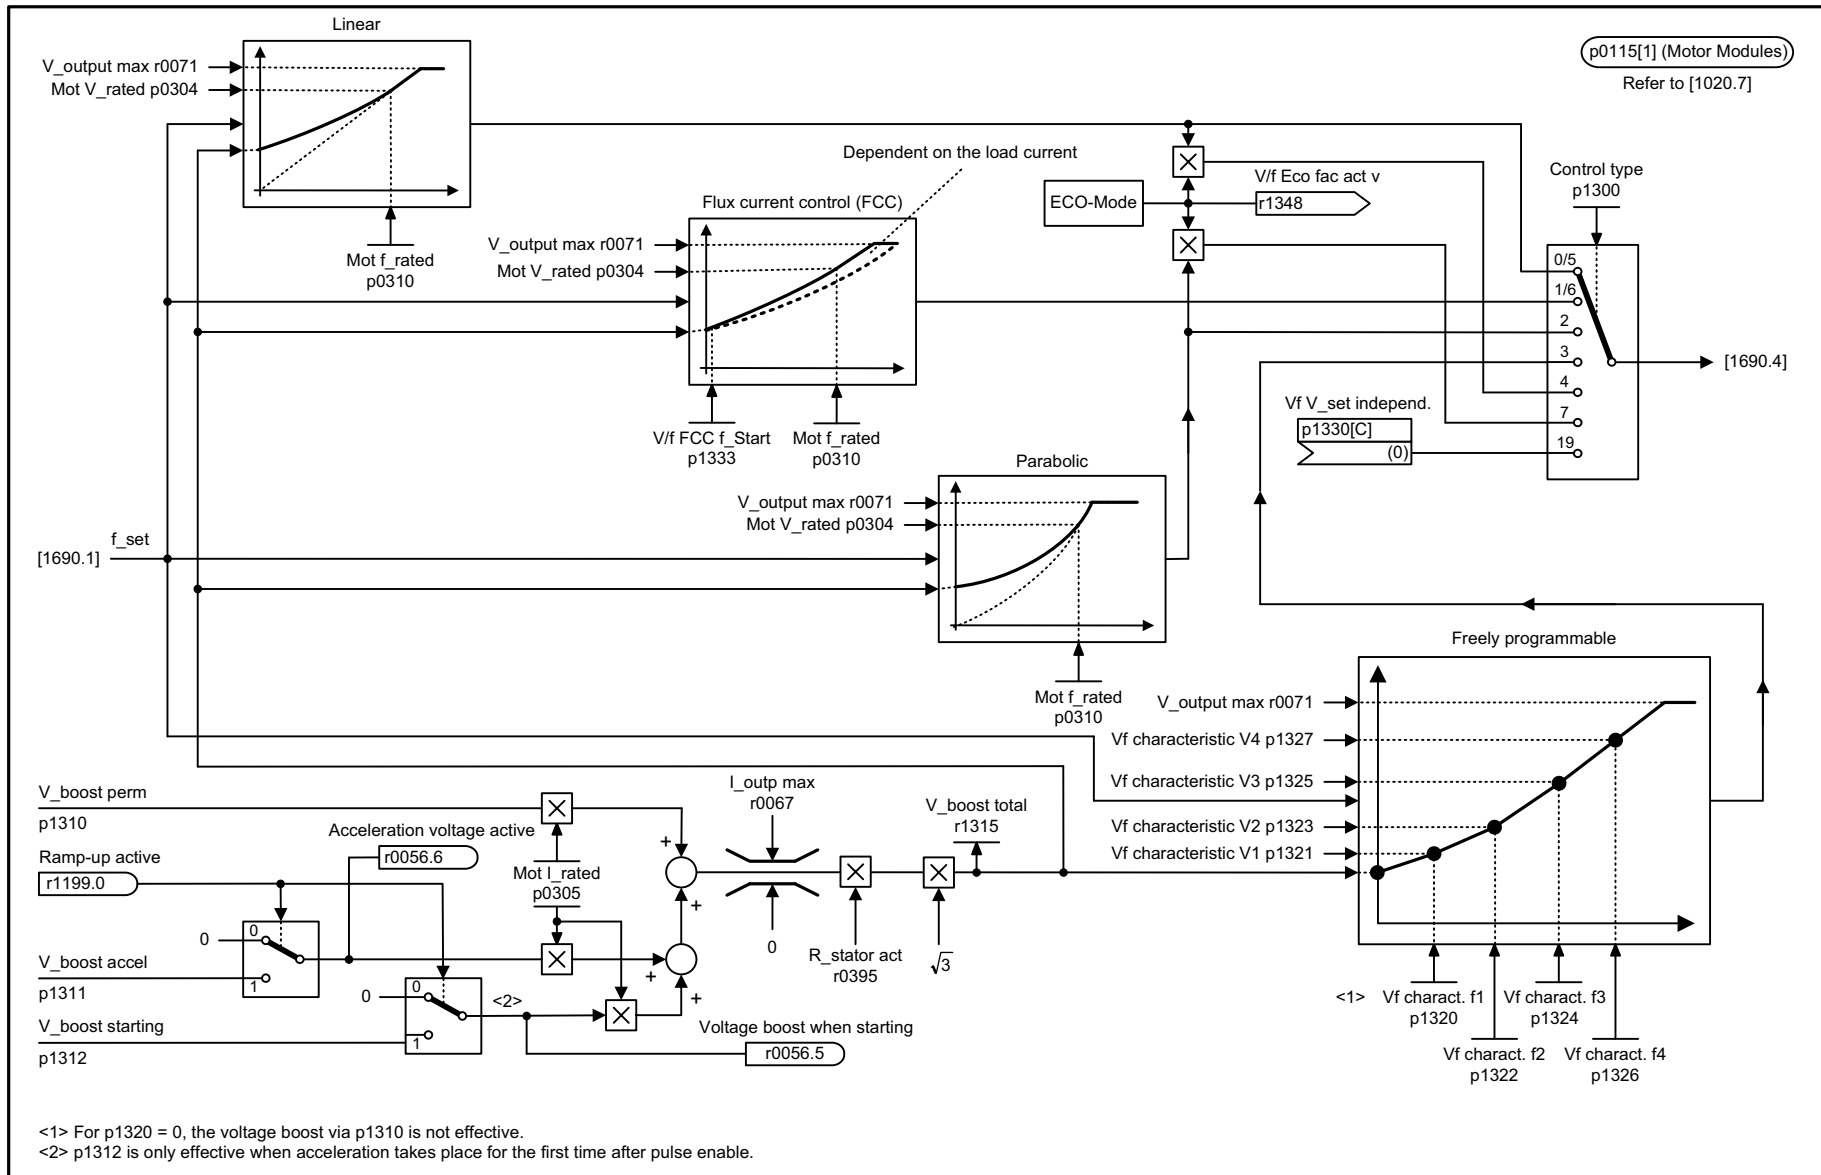 Linear
V_output max r0071
Mot V_rated p0304
Mot f_rated
p0310
p0115[1] (Motor Modules)
Refer to [1020.7]
Dependent on the load current
Flux current control (FCC)
V_output max r0071
Mot V_rated p0304
V/f FCC f_Start
p1333
Mot f_rated
p0310
ECO-Mode
V/f Eco fac act v
r1348
Control type
p1300
0/5
1/6
2
3
4
7
19
[1690.4]
Vf V_set independ.
p1330[C]
(0)
Parabolic
V_output max r0071
Mot V_rated p0304
Mot f_rated
p0310
f_set
[1690.1]
Freely programmable
V_output max r0071
Vf characteristic V4 p1327
Vf characteristic V3 p1325
Vf characteristic V2 p1323
Vf characteristic V1 p1321
<1>
Vf charact. f1
p1320
Vf charact. f3
p1324
Vf charact. f2
p1322
Vf charact. f4
p1326
V_boost perm
p1310
Acceleration voltage active
r0056.6
Ramp-up active
r1199.0
Mot I_rated
p0305
0
0
1
V_boost accel
p1311
0
0
1
<2>
V_boost starting
p1312
Voltage boost when starting
r0056.5
+
+
+
+
I_outp max
r0067
0
R_stator act
r0395
√3
V_boost total
r1315
<1> For p1320 = 0, the voltage boost via p1310 is not effective.
<2> p1312 is only effective when acceleration takes place for the first time after pulse enable.